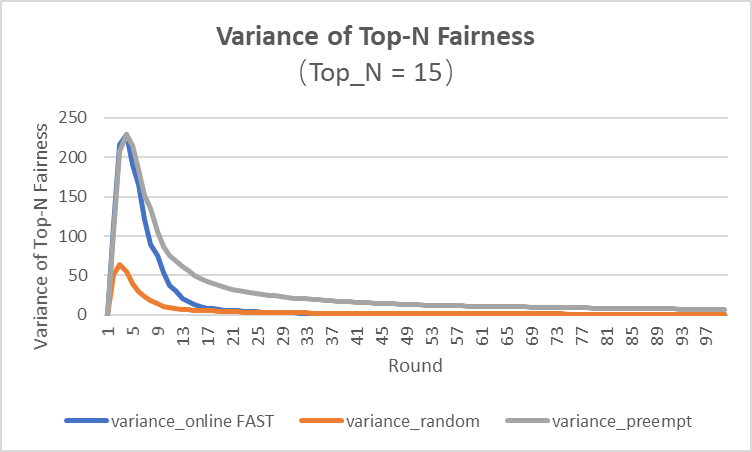 Variance of Top-N Fairness
（Top_N = 15）
Variance of Top-N Fairness
250
200
150
100
50
0
1 5 9 13 17 21 25 29 33 37 41 45 49 53 57 61 65 69 73 77 81 85 89 93 97
Round
variance_online FAST variance_random variance_preempt